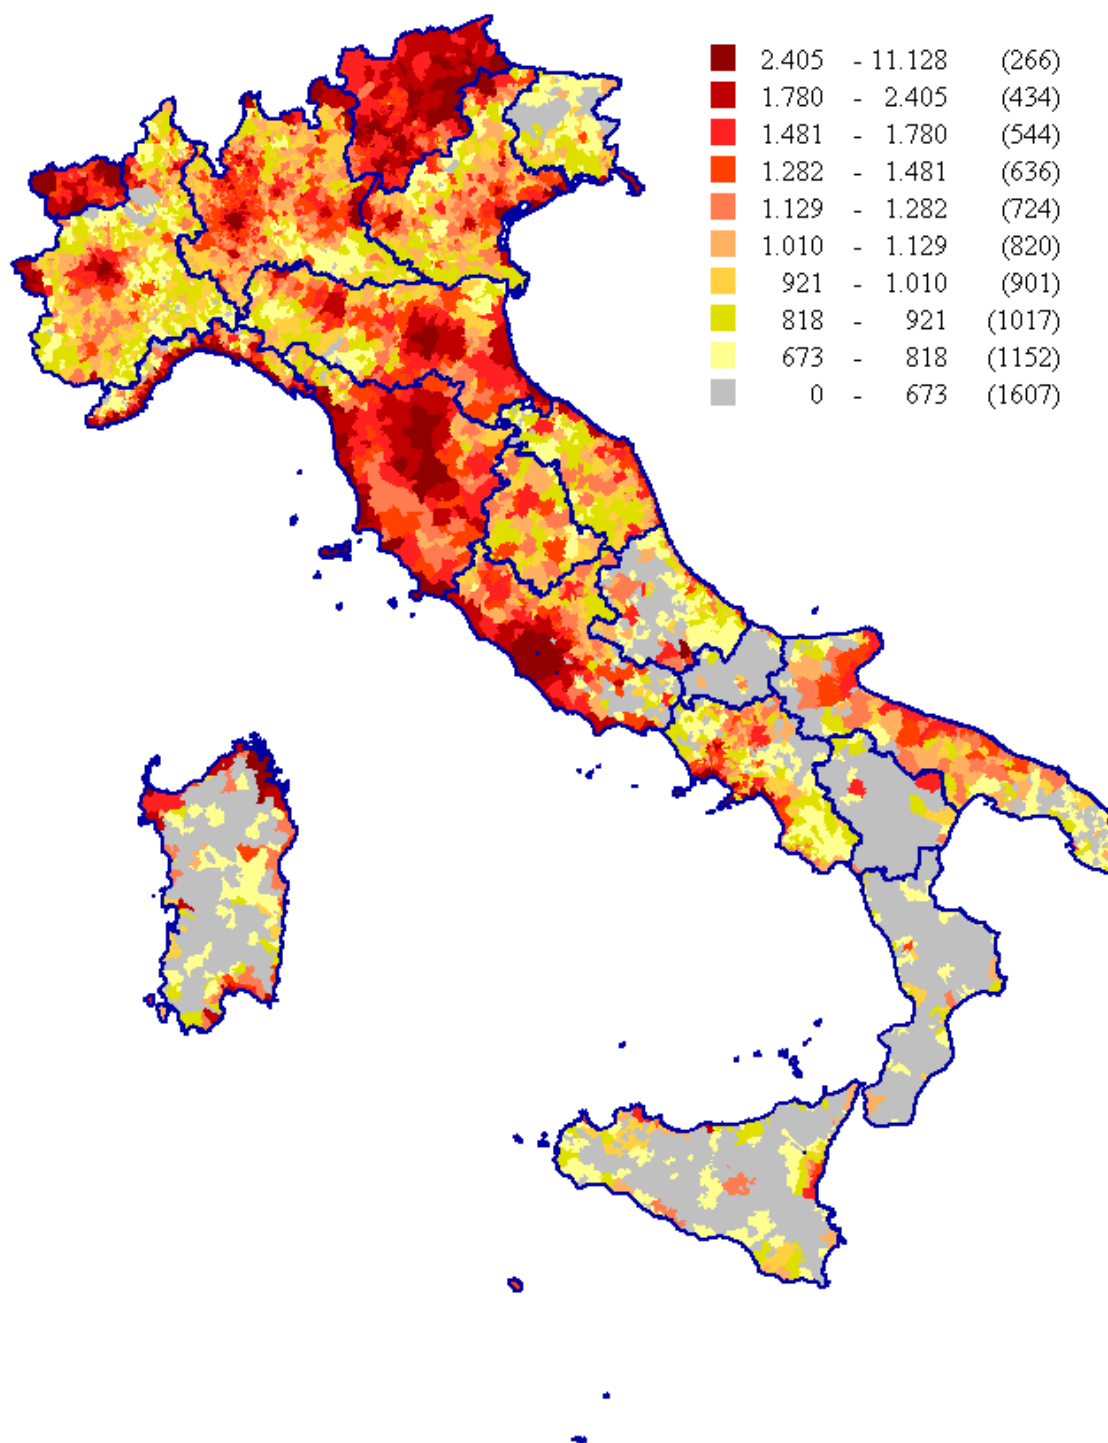 2.405 - 11.128 (266)
1.780 - 2.405 (434)
1.481 - 1.780 (544)
1.282 - 1.481 (636)
1.129 - 1.282 (724)
1.010 - 1.129 (820)
921 - 1.010 (901)
818 - 921 (1017)
673 - 818 (1152)
0 - 673 (1607)